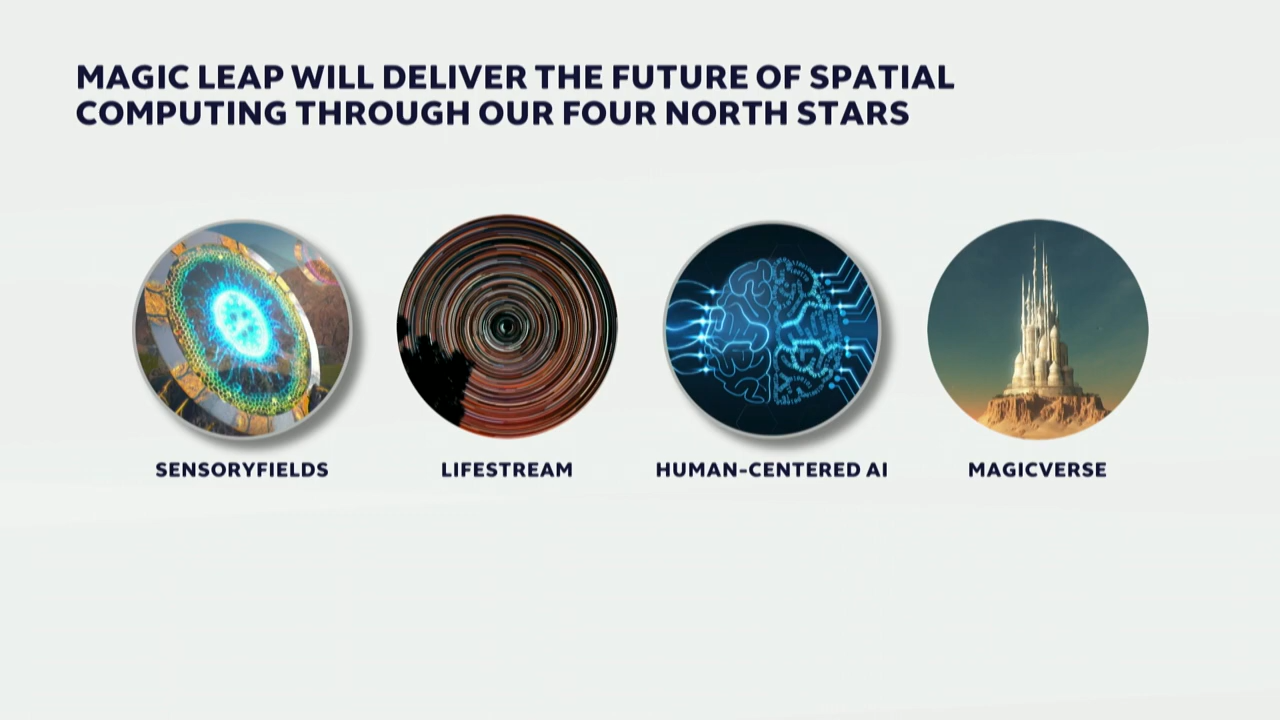 MAGIC LEAP WILL DELIVER THE FUTURE OF SPATIAL
COMPUTING THROUGH OUR FOUR NORTH STARS
SENSORYFIELDS
LIFESTREAM
HUMAN-CENTERED AI
MAGICVERSE